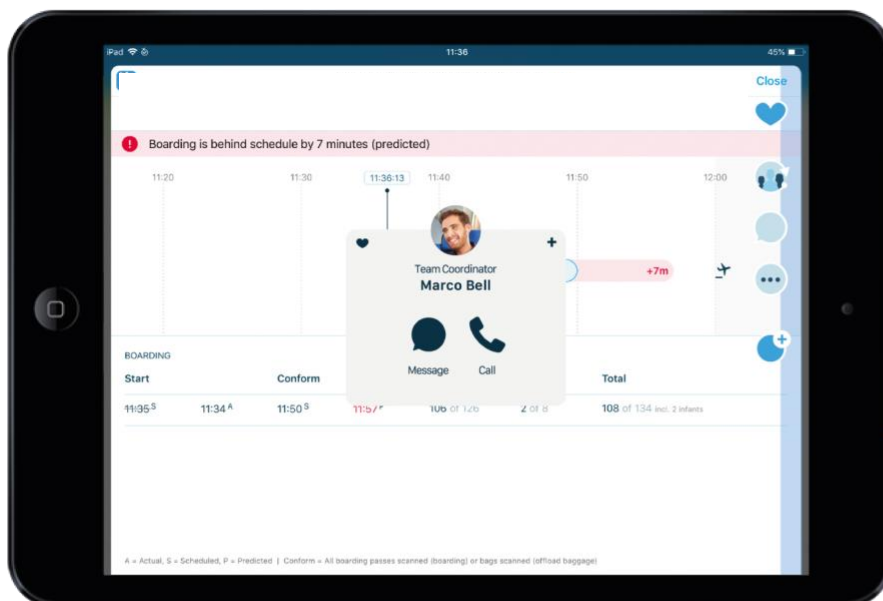 iPad 11:36 45%
Close
Boarding is behind schedule by 7 minutes (predicted)
11:20 11:30 11:36:13 11:40 11:50 12:00
Team Coordinator
Marco Bell
+7m
Message Call
BOARDING
Start Conform Total
11:35 S 11:34 A 11:50 S 11:57 P 106 of 126 2 of 8 108 of 134 incl. 2 infants
A = Actual, S = Scheduled, P = Predicted | Conform = All boarding passes scanned (boarding) or bags scanned (offload baggage)